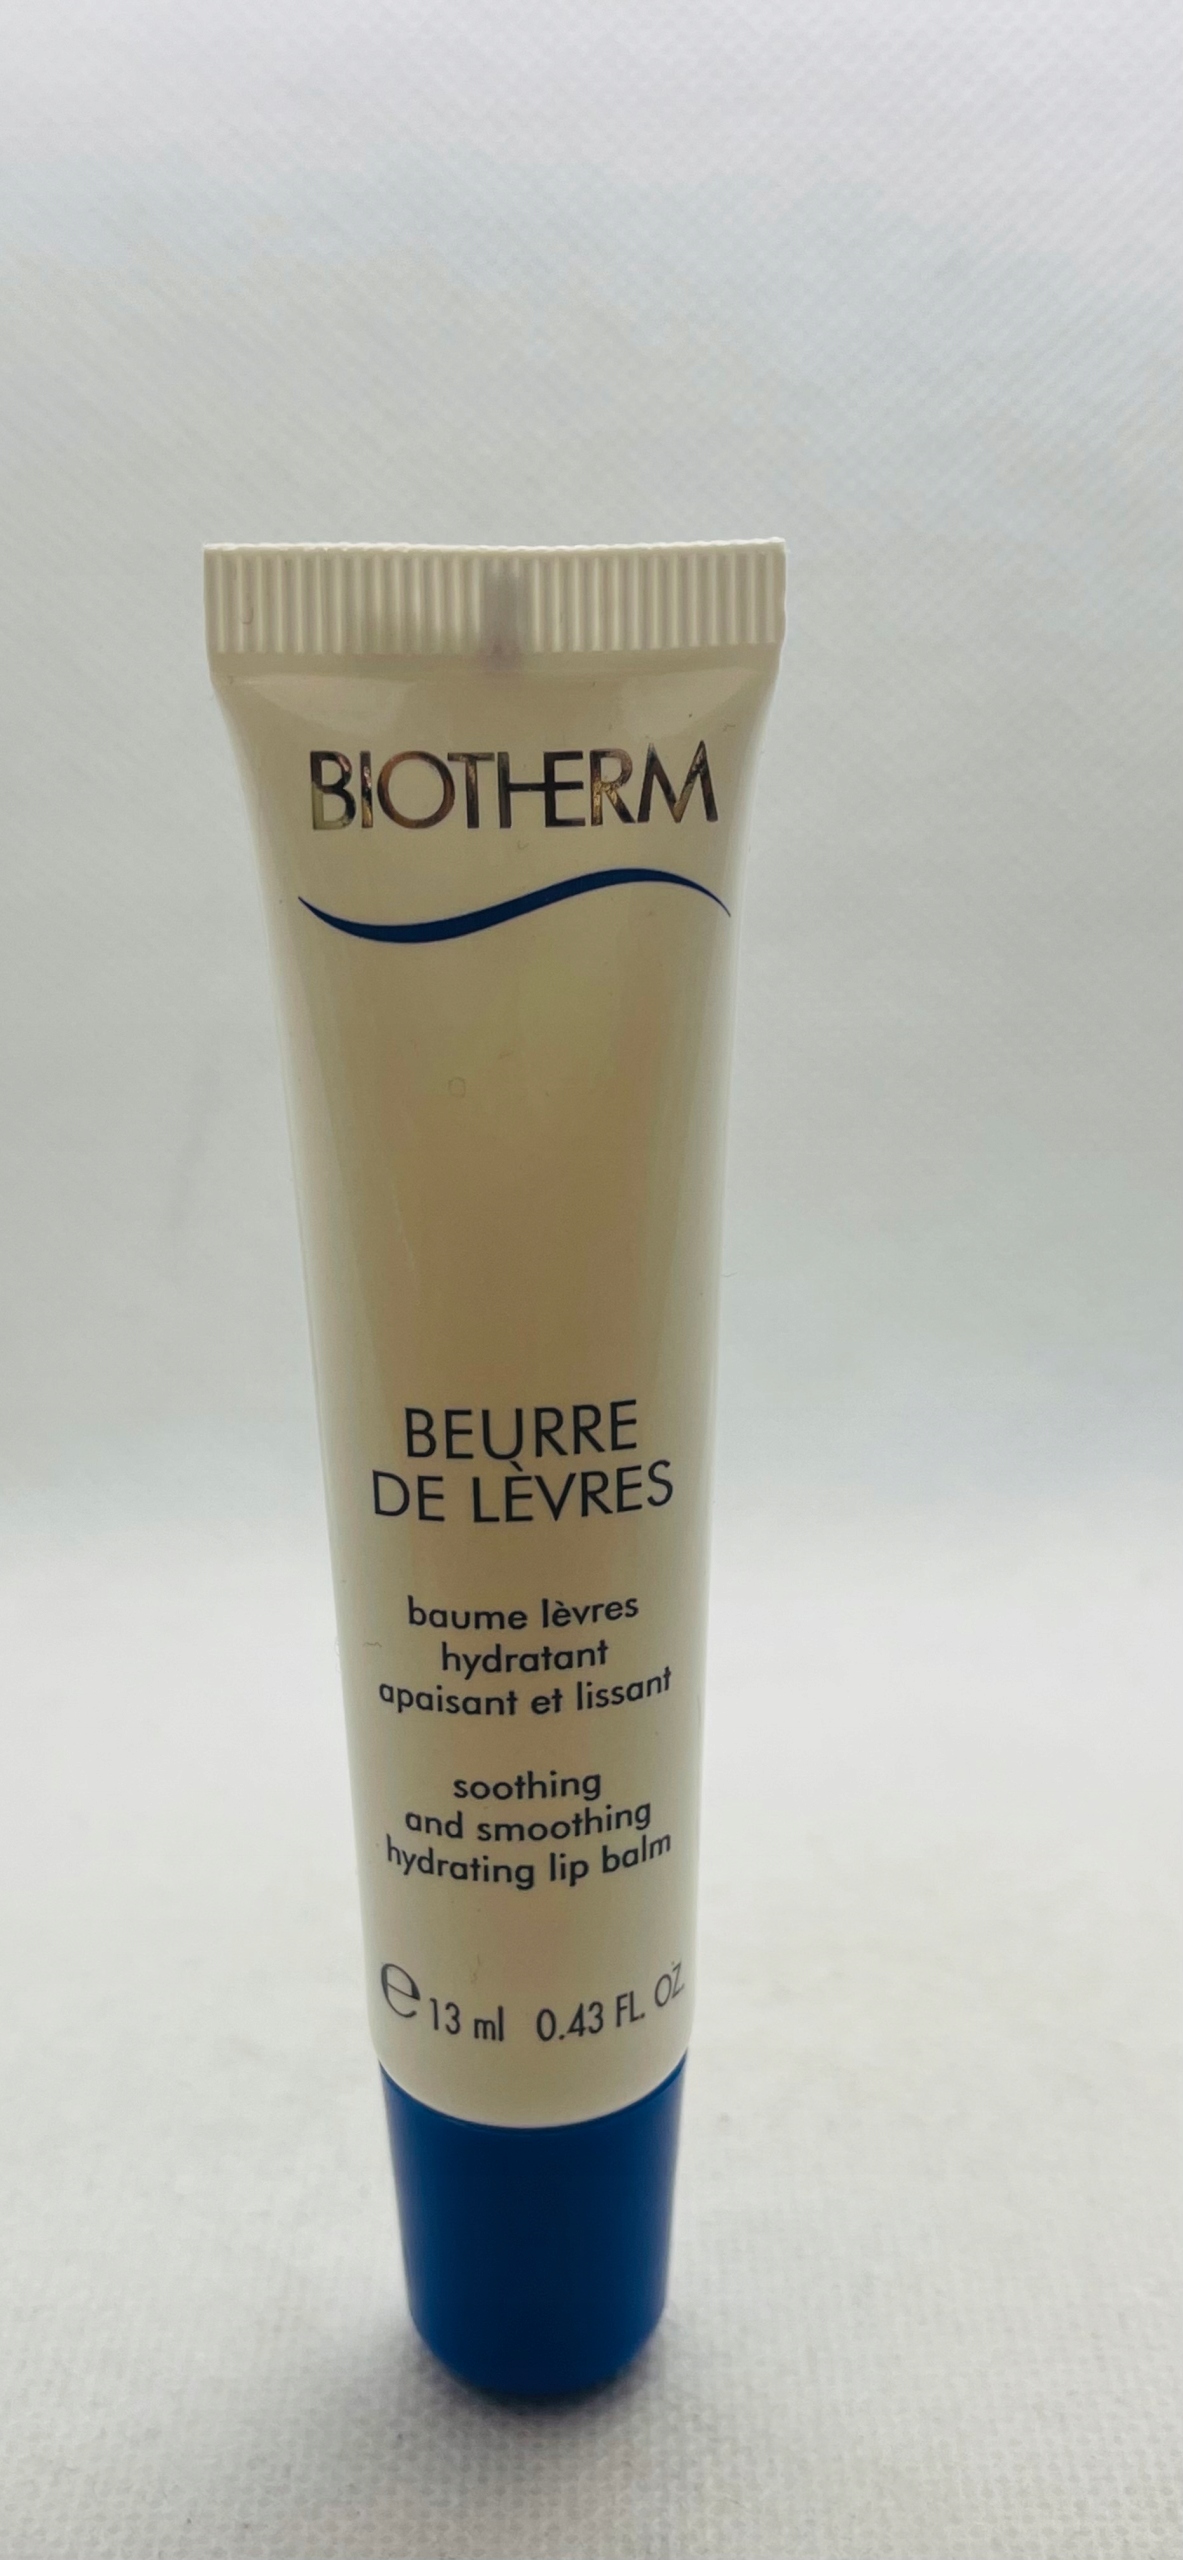 BIOTHERM
BEURRE
DE LÈVRES
baume lèvres
hydratant
apaisant et lissant
soothing
and smoothing
hydrating lip balm
e 13 ml 0.43 FL. OZ.